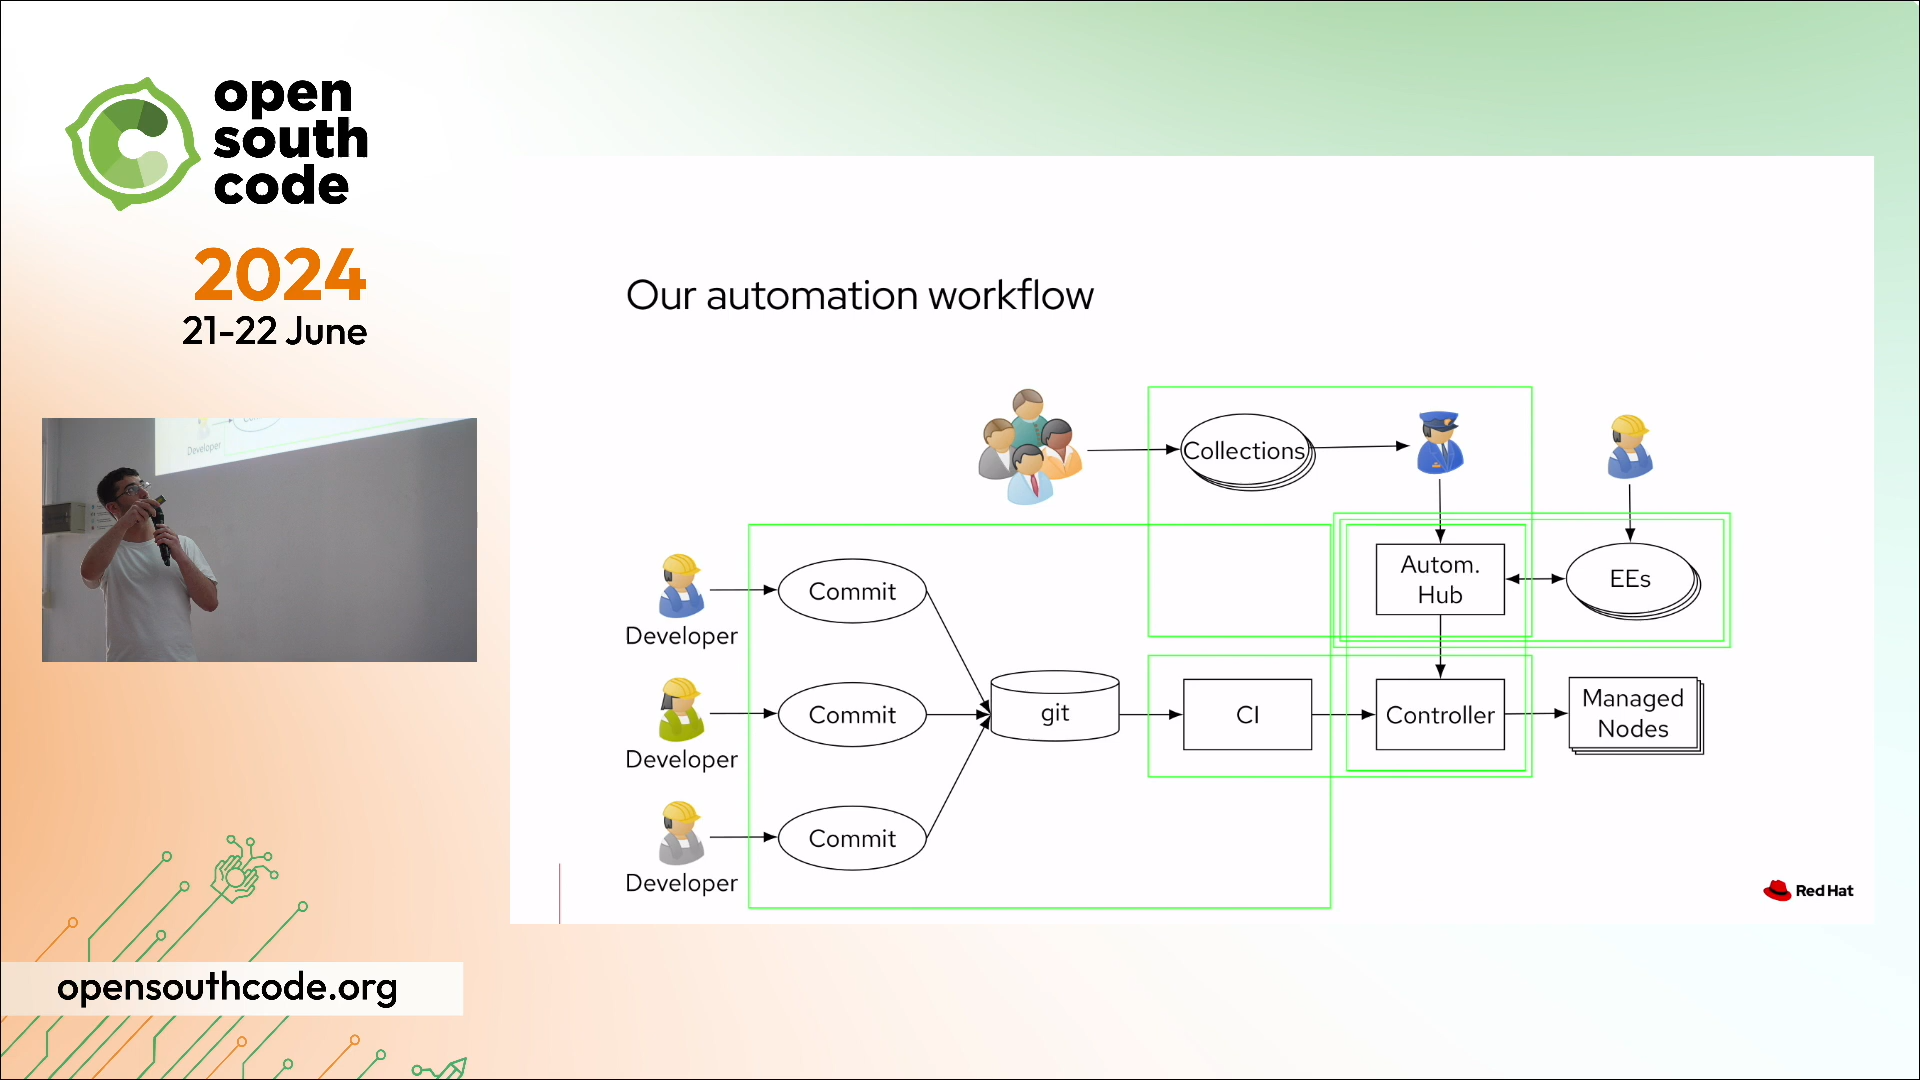 open
south
code
2024
21-22 June
Developer
opensouthcode.org
Our automation workflow
Collections
Autom.
Hub
EEs
Commit
Developer
Commit
Developer
Commit
Developer
git
CI
Controller
Managed
Nodes
Red Hat